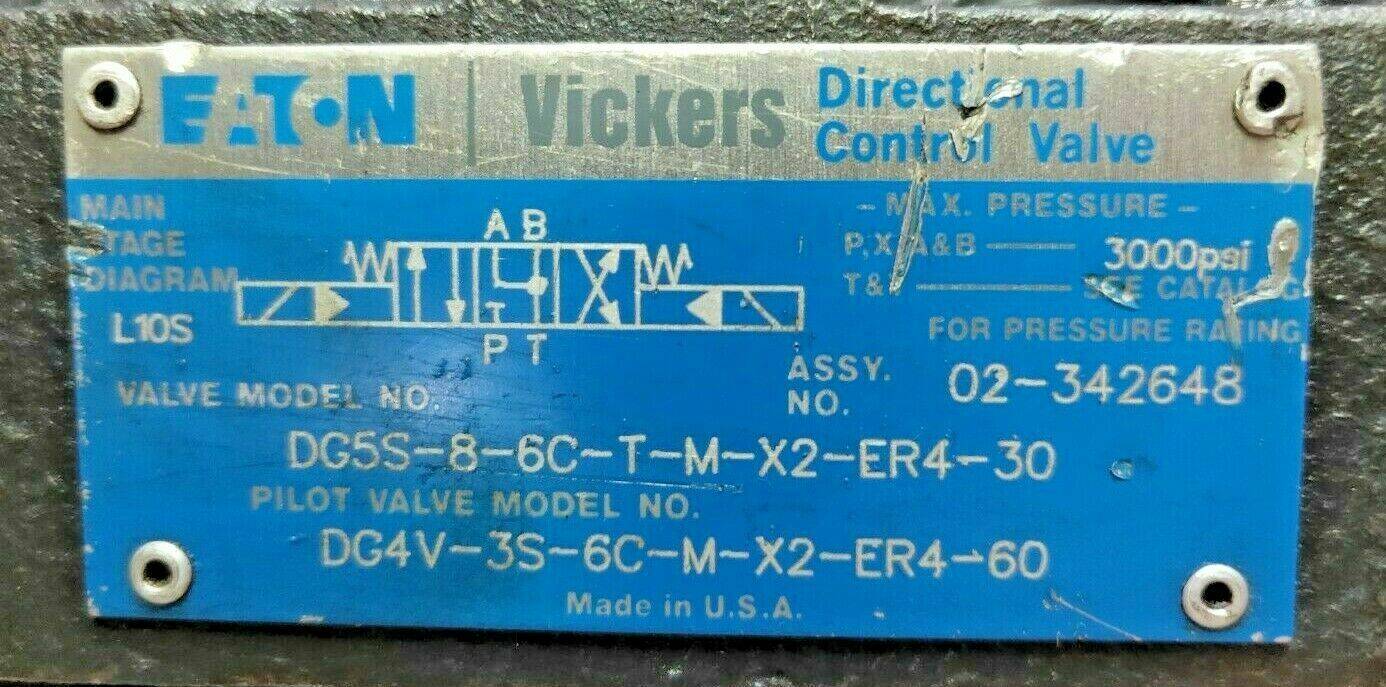 EATON Vickers Directional
Control Valve
MAIN
DIAGRAM
L10S
A B
T
P T
- MAX. PRESSURE -
P,X,A&B 3000psi
SEE CATALOG
FOR PRESSURE RATING
ASSY. NO. 02-342648
VALVE MODEL NO.
DG5S-8-6C-T-M-X2-ER4-30
PILOT VALVE MODEL NO.
DG4V-3S-6C-M-X2-ER4-60
Made in U.S.A.